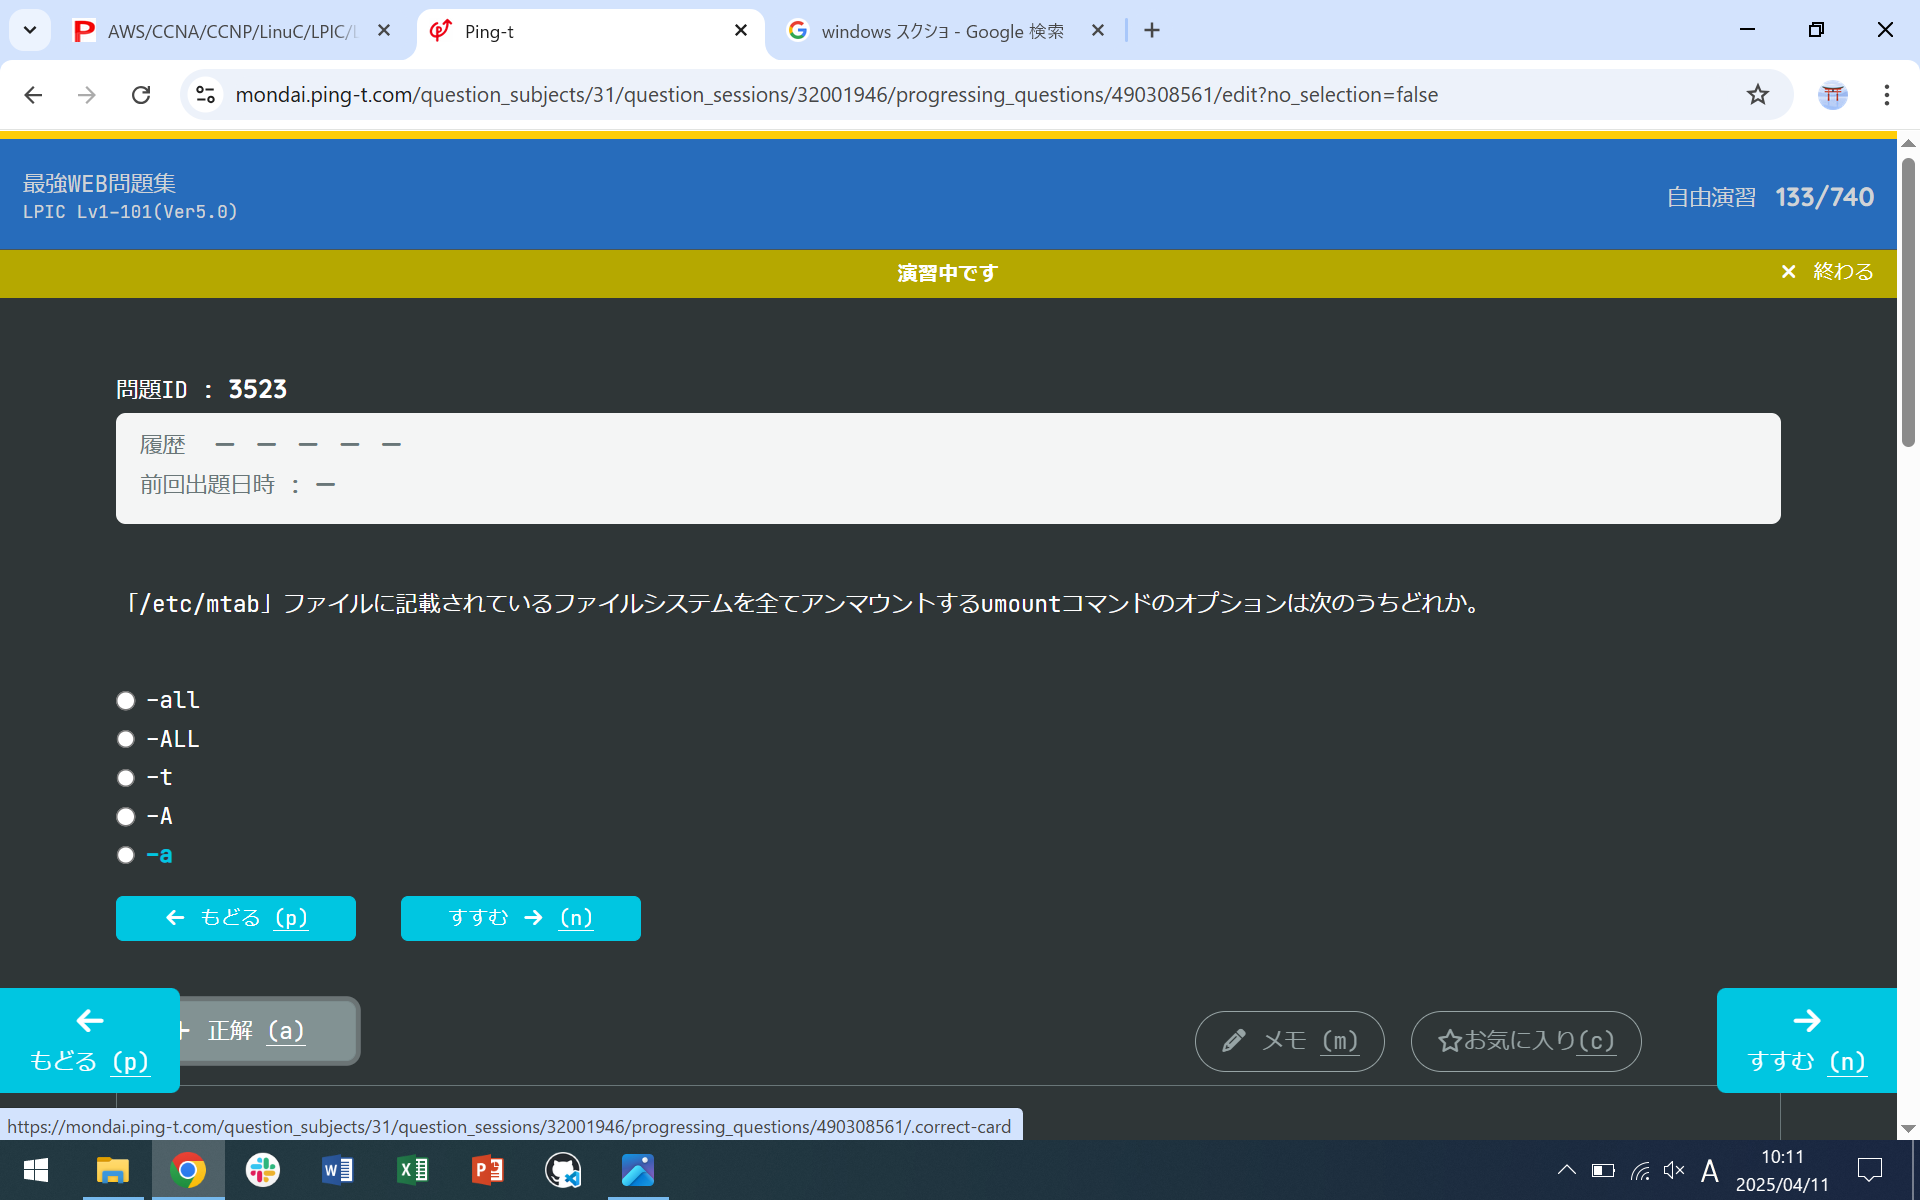 AWS/CCNA/CCNP/LinuC/LPIC/
Ping-t
windows スクショ - Google 検索
mondai.ping-t.com/question_subjects/31/question_sessions/32001946/progressing_questions/490308561/edit?no_selection=false
最強WEB問題集
LPIC Lv1-101(Ver5.0)
自由演習 133/740
演習中です
× 終わる
問題ID : 3523
履歴 ー ー ー ー ー
前回出題日時 : ー
「/etc/mtab」ファイルに記載されているファイルシステムを全てアンマウントするumountコマンドのオプションは次のうちどれか。
-all
-ALL
-t
-A
-a
← もどる (p)
すすむ → (n)
← もどる (p)
正解 (a)
メモ (m)
☆お気に入り(c)
→ すすむ (n)
https://mondai.ping-t.com/question_subjects/31/question_sessions/32001946/progressing_questions/490308561/.correct-card
A
10:11
2025/04/11